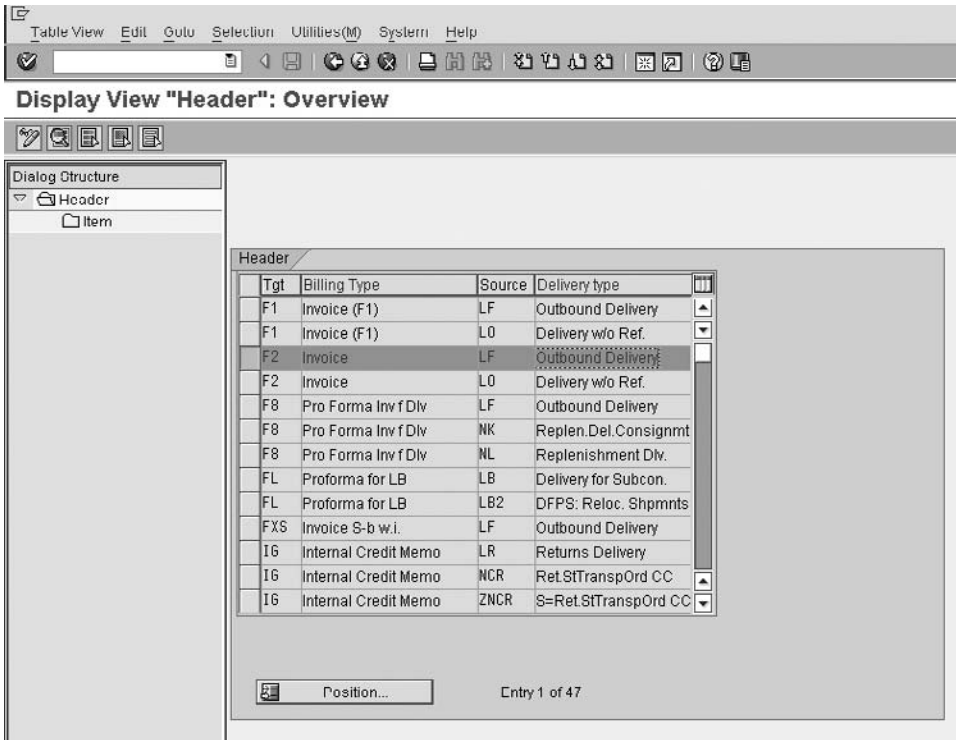 Table View Edit Goto Selection Utilities(M) System Help
Display View "Header": Overview
Dialog Structure
Header
Item
Header
Tgt Billing Type Source Delivery type
F1 Invoice (F1) LF Outbound Delivery
F1 Invoice (F1) LO Delivery w/o Ref.
F2 Invoice LF Outbound Delivery
F2 Invoice LO Delivery w/o Ref.
F8 Pro Forma Inv f Dlv LF Outbound Delivery
F8 Pro Forma Inv f Dlv NK Replen.Del.Consignmt
F8 Pro Forma Inv f Dlv NL Replenishment Dlv.
FL Proforma for LB LB Delivery for Subcon.
FL Proforma for LB LB2 DFPS: Reloc. Shpmnts
FXS Invoice S-b w.i. LF Outbound Delivery
IG Internal Credit Memo LR Returns Delivery
IG Internal Credit Memo NCR Ret.StTranspOrd CC
IG Internal Credit Memo ZNCR S=Ret.StTranspOrd CC
Position... Entry 1 of 47